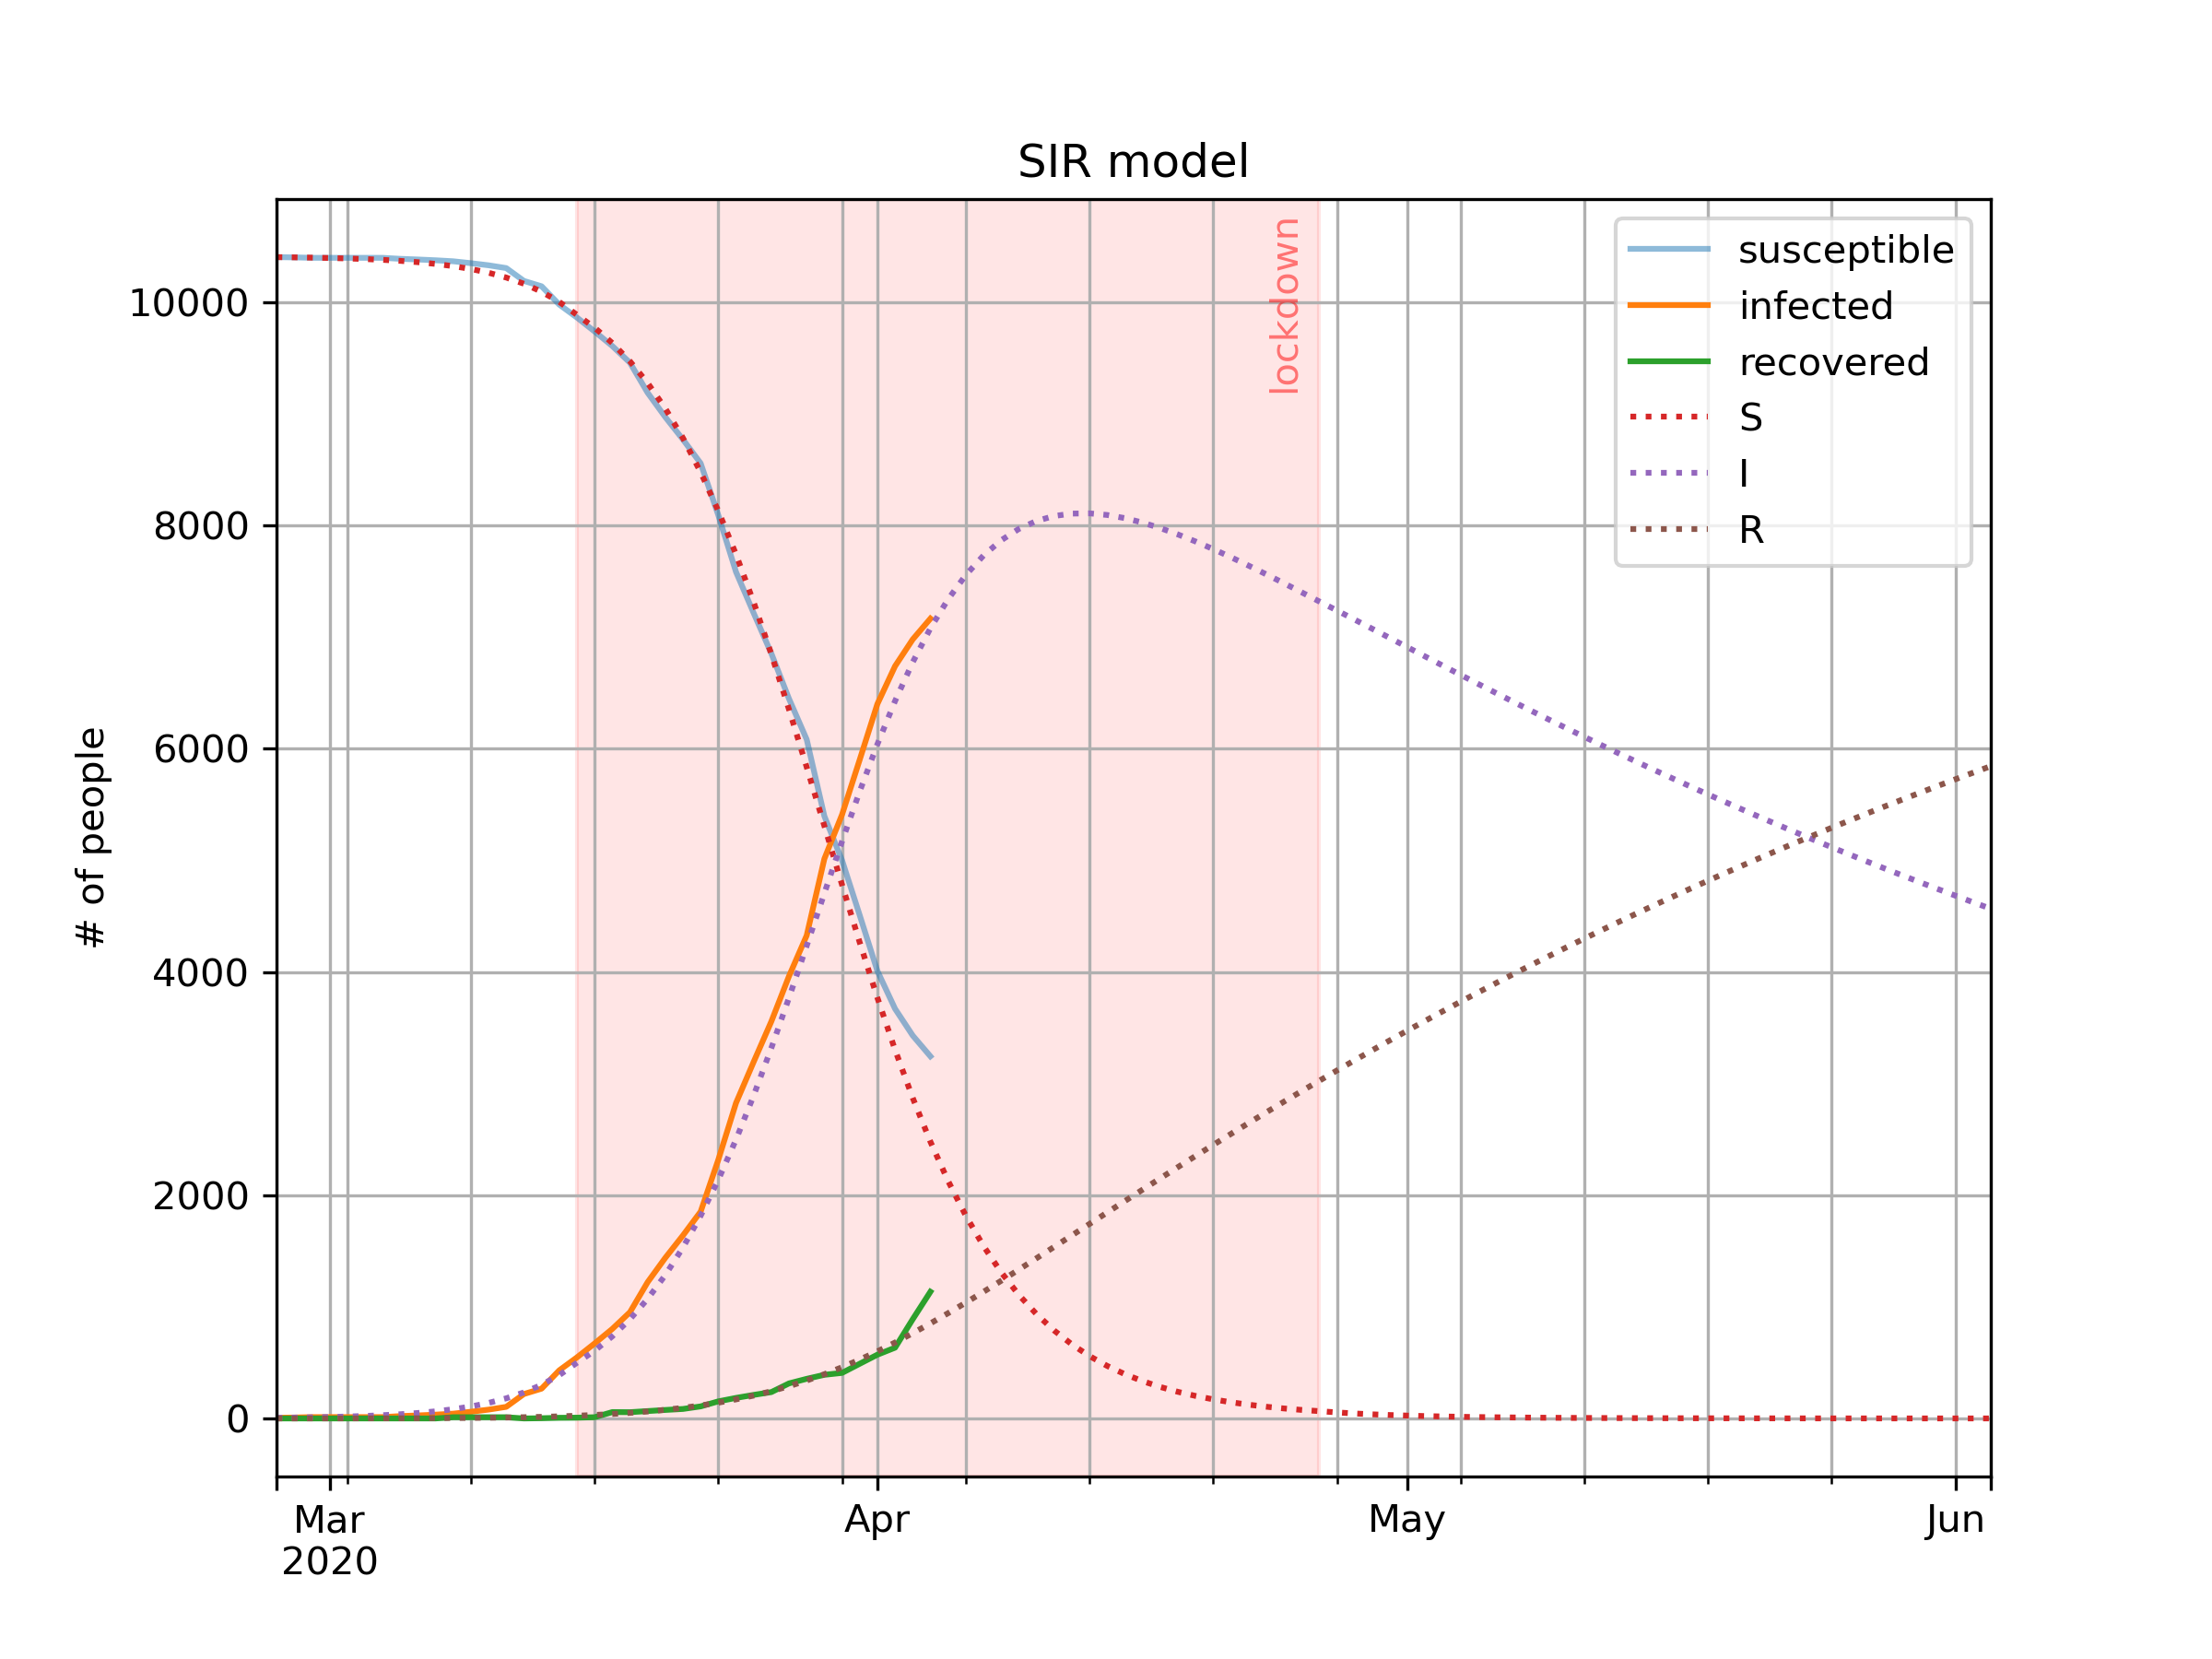 SIR model
lockdown
susceptible
infected
recovered
S
I
R
# of people
10000
8000
6000
4000
2000
0
Mar
2020
Apr
May
Jun